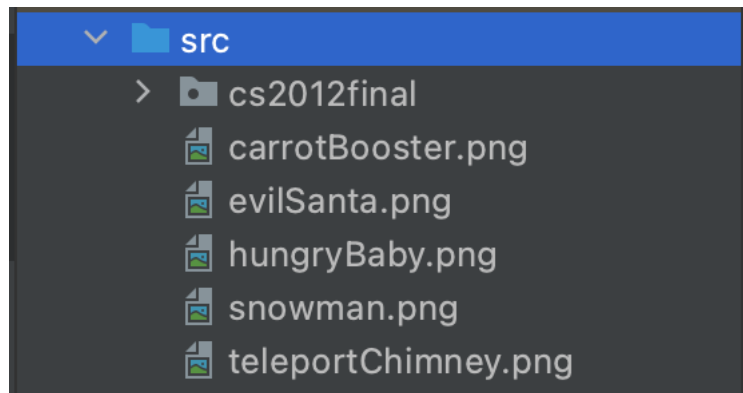 src
cs2012final
carrotBooster.png
evilSanta.png
hungryBaby.png
snowman.png
teleportChimney.png